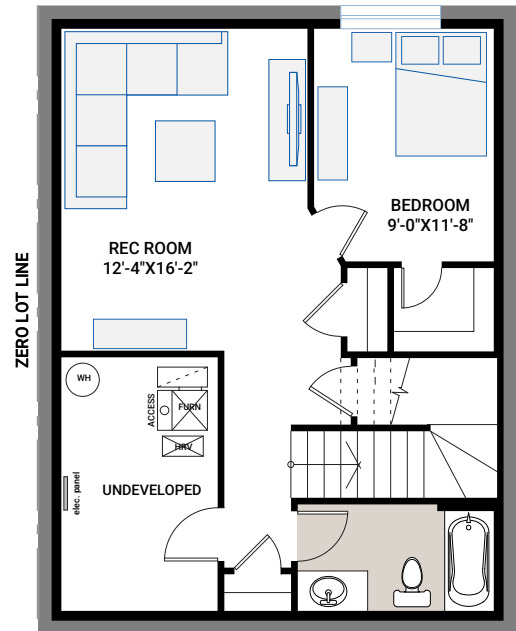 BEDROOM
9'-0"X11'-8"
REC ROOM
12'-4"X16'-2"
ZERO LOT LINE
WH
ACCESS
FURN
HRV
elec. panel
UNDEVELOPED